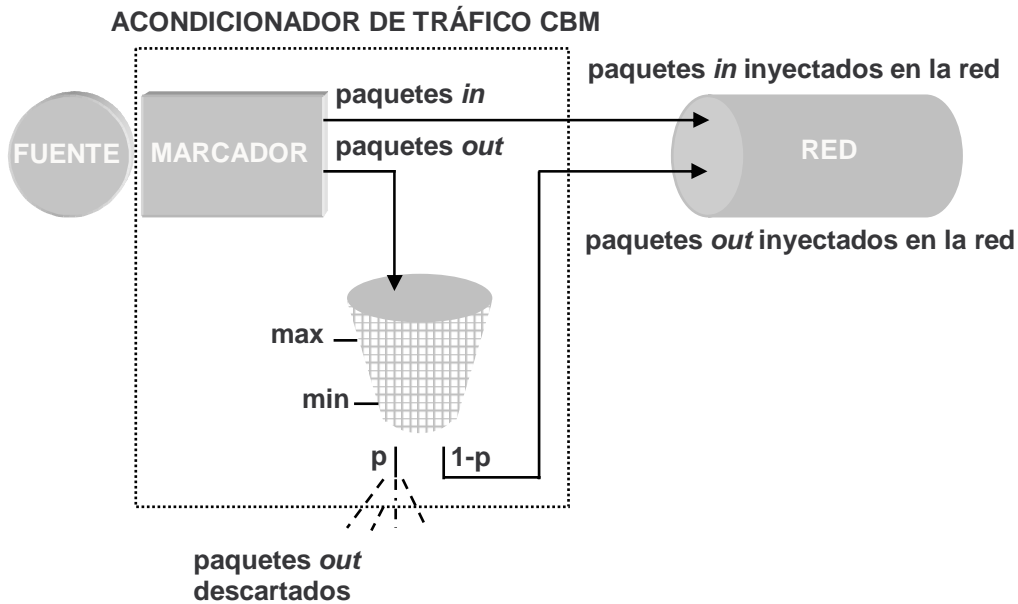 ACONDICIONADOR DE TRÁFICO CBM
paquetes in inyectados en la red
paquetes in
FUENTE
MARCADOR
paquetes out
RED
paquetes out inyectados en la red
max
min
p
1-p
paquetes out
descartados